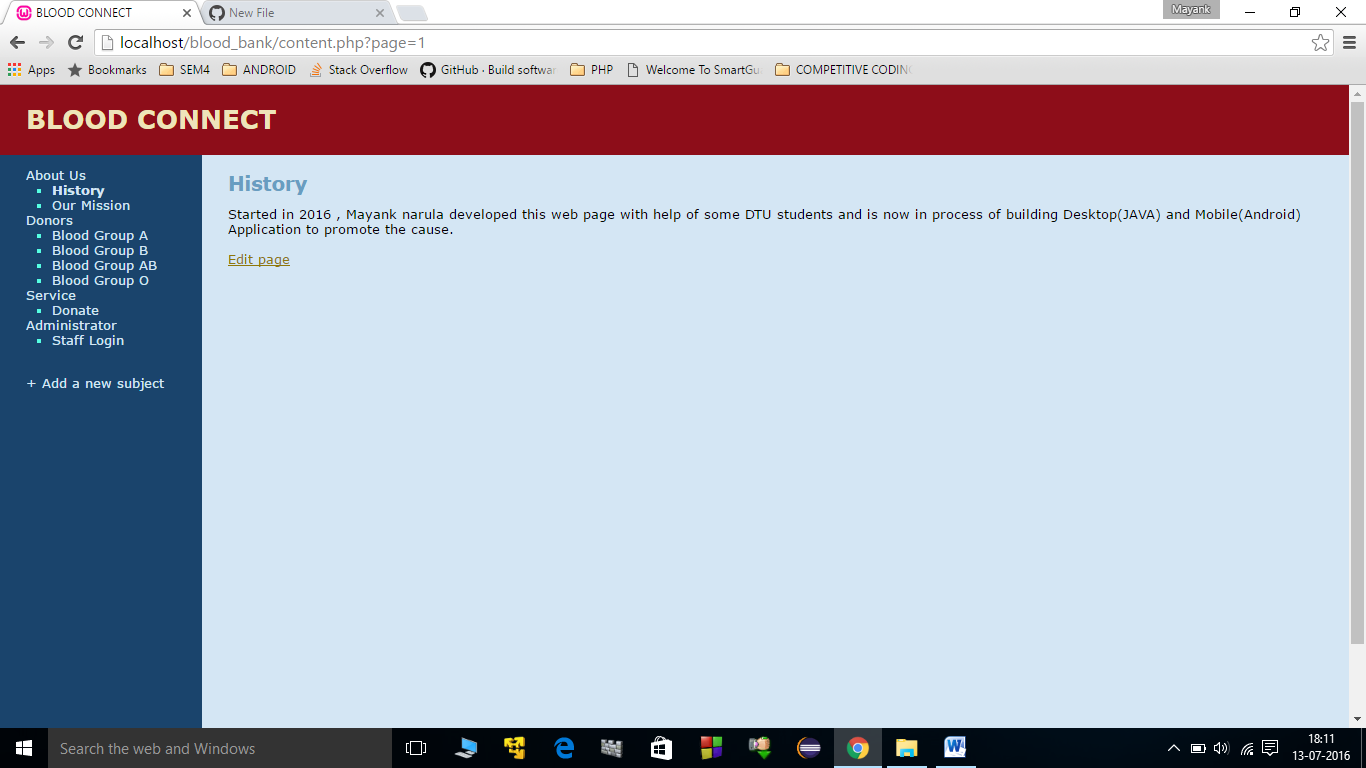 BLOOD CONNECT
New File
Mayank
localhost/blood_bank/content.php?page=1
Apps
Bookmarks
SEM4
ANDROID
Stack Overflow
GitHub · Build softwar
PHP
Welcome To SmartGu
COMPETITIVE CODING
BLOOD CONNECT
About Us
History
Our Mission
Donors
Blood Group A
Blood Group B
Blood Group AB
Blood Group O
Service
Donate
Administrator
Staff Login
+ Add a new subject
History
Started in 2016 , Mayank narula developed this web page with help of some DTU students and is now in process of building Desktop(JAVA) and Mobile(Android)
Application to promote the cause.
Edit page
Search the web and Windows
18:11
13-07-2016